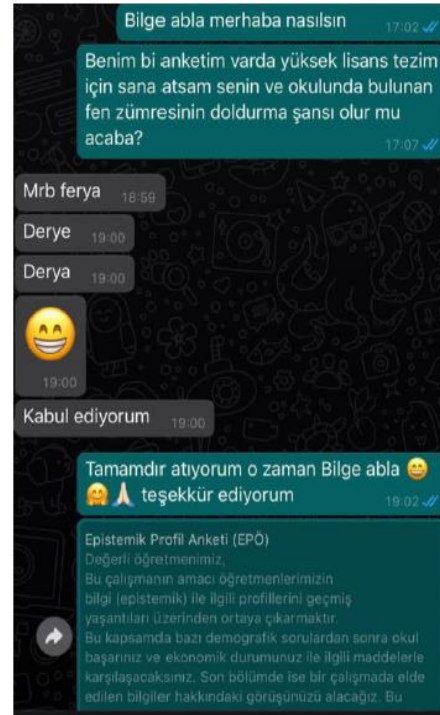 Bilge abla merhaba nasılsın
17:02
Benim bi anketim varda yüksek lisans tezim
için sana atsam senin ve okulunda bulunan
fen zümresinin doldurma şansı olur mu
acaba?
17:07
Mrb ferya 18:59
Derye 19:00
Derya 19:00
😁
19:00
Kabul ediyorum 19:00
Tamamdır atıyorum o zaman Bilge abla 😄
🤗🙏🏻 teşekkür ediyorum
19:02
Epistemik Profil Anketi (EPÖ)
Değerli öğretmenimiz,
Bu çalışmanın amacı öğretmenlerimizin
bilgi (epistemik) ile ilgili profillerini geçmiş
yaşantıları üzerinden ortaya çıkarmaktır.
Bu kapsamda bazı demografik sorulardan sonra okul
başarınız ve ekonomik durumunuz ile ilgili maddelerle
karşılaşacaksınız. Son bölümde ise bir çalışmada elde
edilen bilgiler hakkındaki görüşünüzü alacağız. Bu